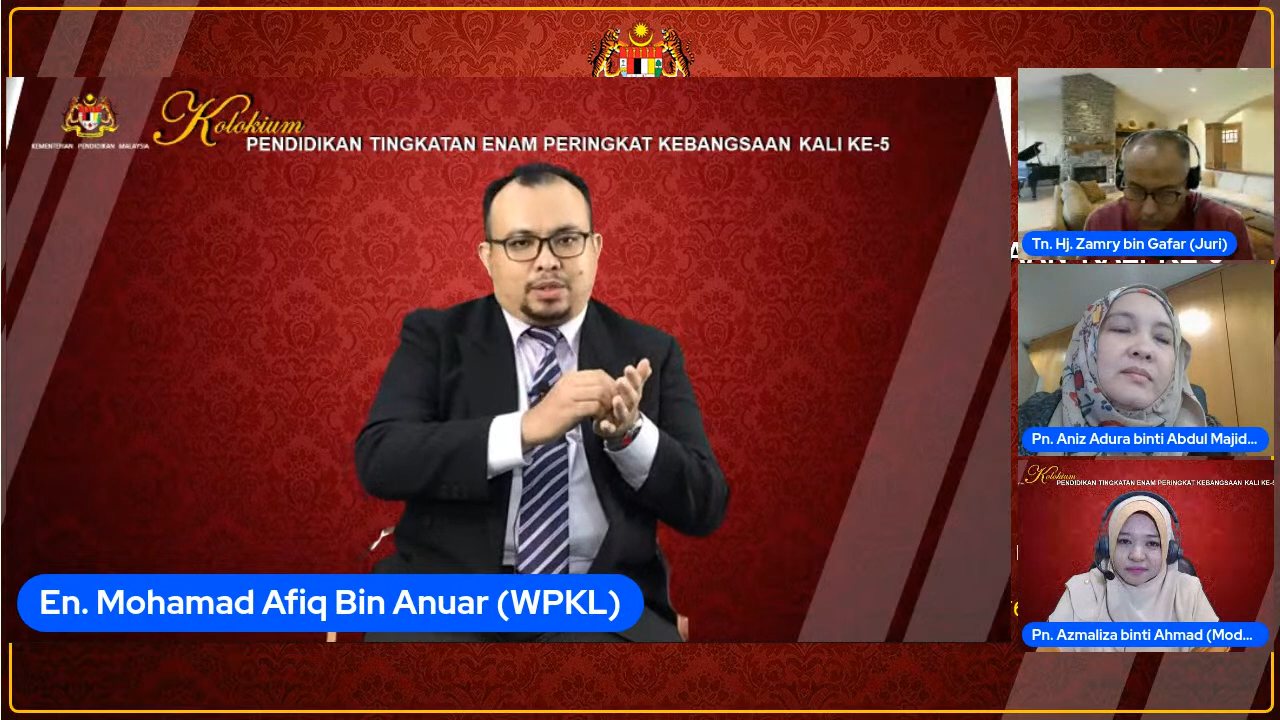 Kolokium
PENDIDIKAN TINGKATAN ENAM PERINGKAT KEBANGSAAN KALI KE-5
KEMENTERIAN PENDIDIKAN MALAYSIA
En. Mohamad Afiq Bin Anuar (WPKL)
Tn. Hj. Zamry bin Gafar (Juri)
Pn. Aniz Adura binti Abdul Majid...
Kolokium
PENDIDIKAN TINGKATAN ENAM PERINGKAT KEBANGSAAN KALI KE-5
Pn. Azmaliza binti Ahmad (Mod...